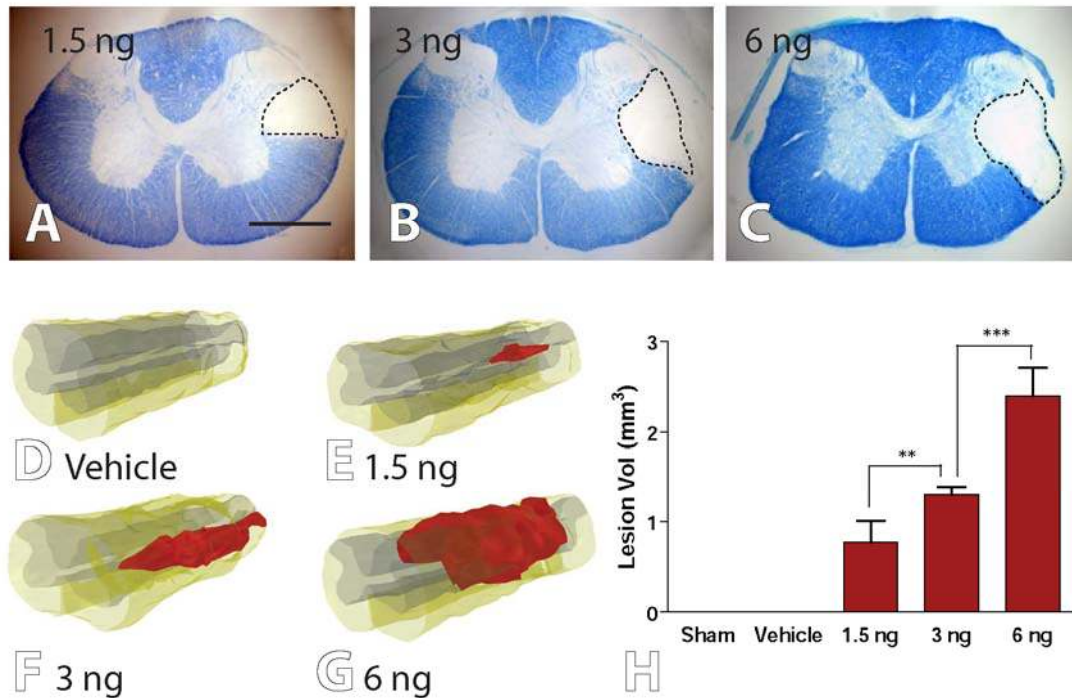 1.5 ng
3 ng
6 ng
A
B
C
D Vehicle
E 1.5 ng
F 3 ng
G 6 ng
Lesion Vol (mm³)
3
2
1
0
**
***
Sham Vehicle 1.5 ng 3 ng 6 ng
H